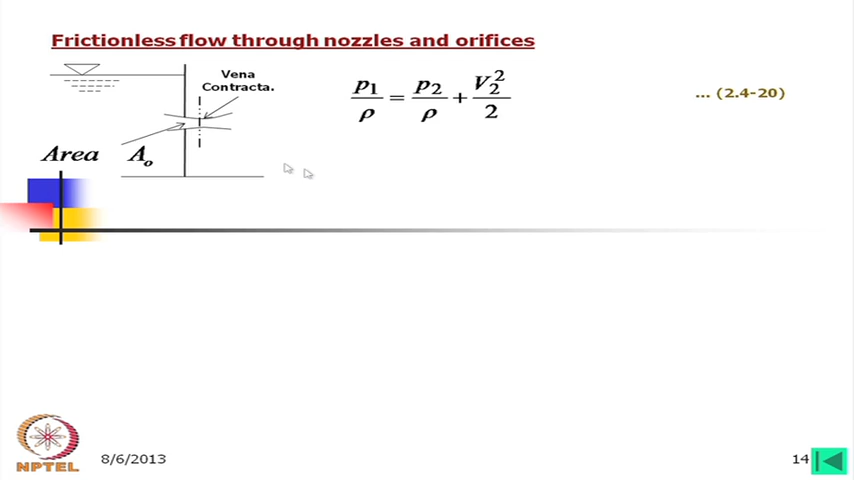 Frictionless flow through nozzles and orifices
Vena
Contracta.
p₁/ρ = p₂/ρ + V₂²/2
... (2.4-20)
Area A₀
NPTEL
8/6/2013
14